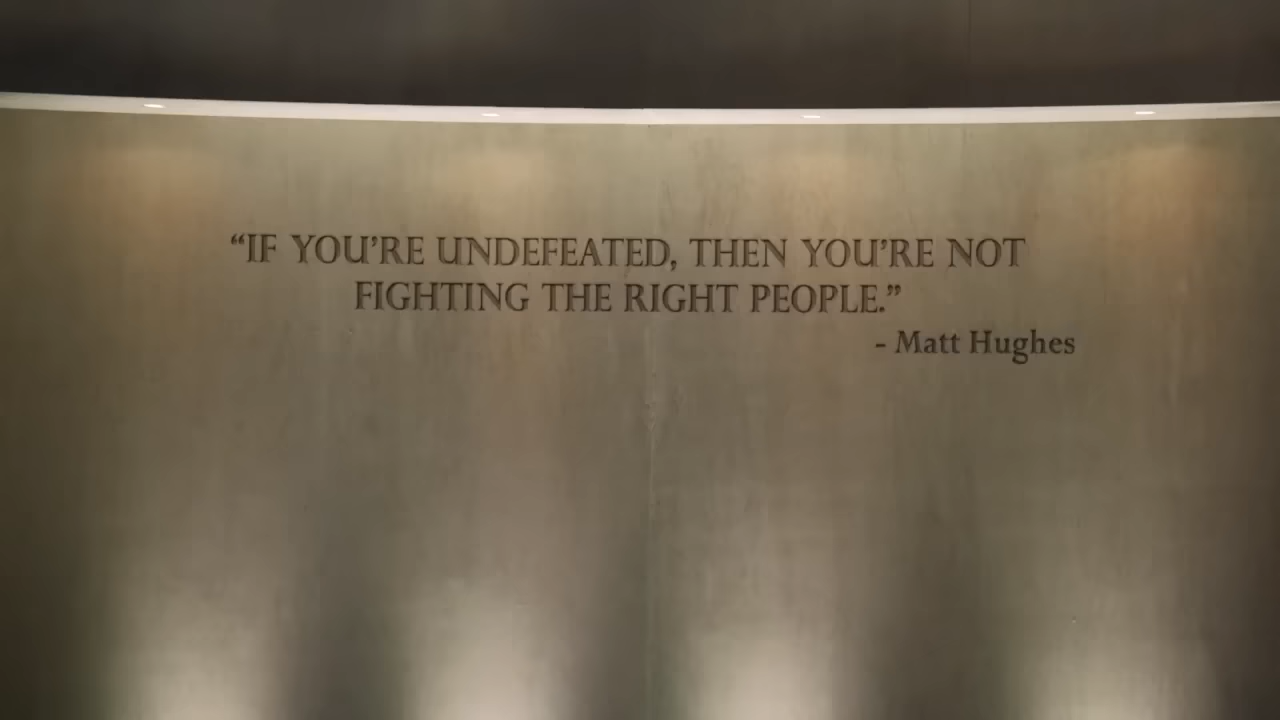 “IF YOU’RE UNDEFEATED, THEN YOU’RE NOT
FIGHTING THE RIGHT PEOPLE.”
- Matt Hughes